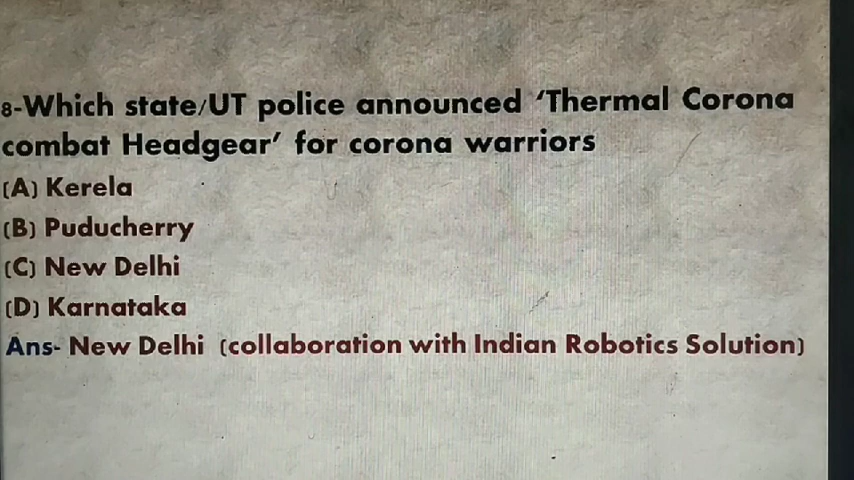 8-Which state/UT police announced 'Thermal Corona
combat Headgear' for corona warriors
(A) Kerela
(B) Puducherry
(C) New Delhi
(D) Karnataka
Ans- New Delhi (collaboration with Indian Robotics Solution)